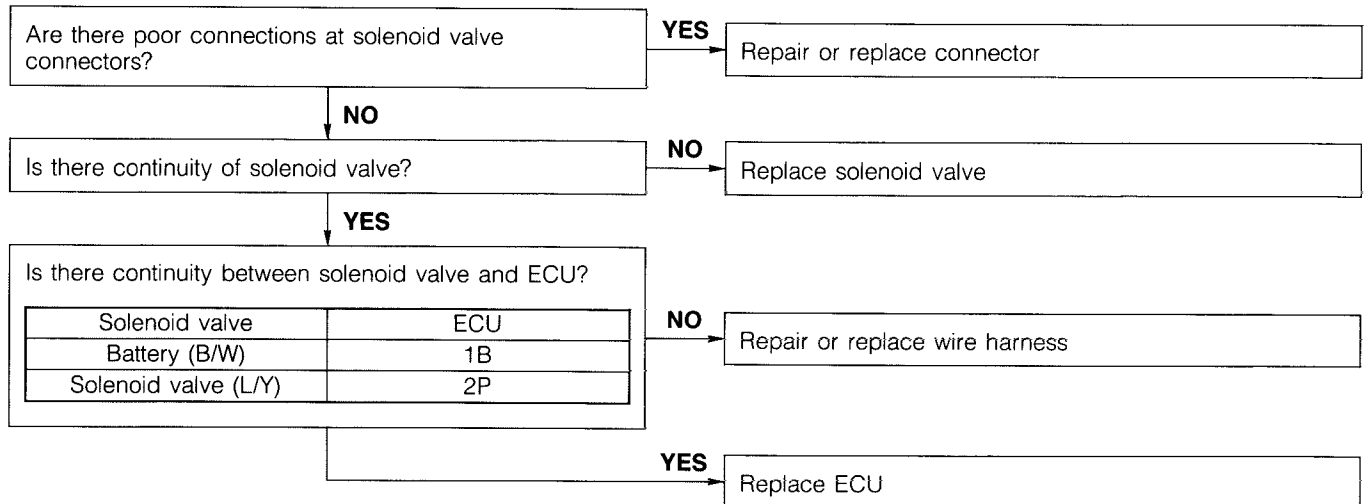 Are there poor connections at solenoid valve
connectors?
YES
Repair or replace connector
NO
Is there continuity of solenoid valve?
NO
Replace solenoid valve
YES
Is there continuity between solenoid valve and ECU?
Solenoid valve ECU
Battery (B/W) 1B
Solenoid valve (L/Y) 2P
NO
Repair or replace wire harness
YES
Replace ECU